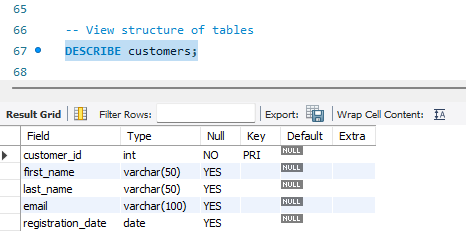 65
66 -- View structure of tables
67 DESCRIBE customers;
68
Result Grid Filter Rows: Export: Wrap Cell Content: IA
Field Type Null Key Default Extra
customer_id int NO PRI NULL
first_name varchar(50) YES NULL
last_name varchar(50) YES NULL
email varchar(100) YES NULL
registration_date date YES NULL